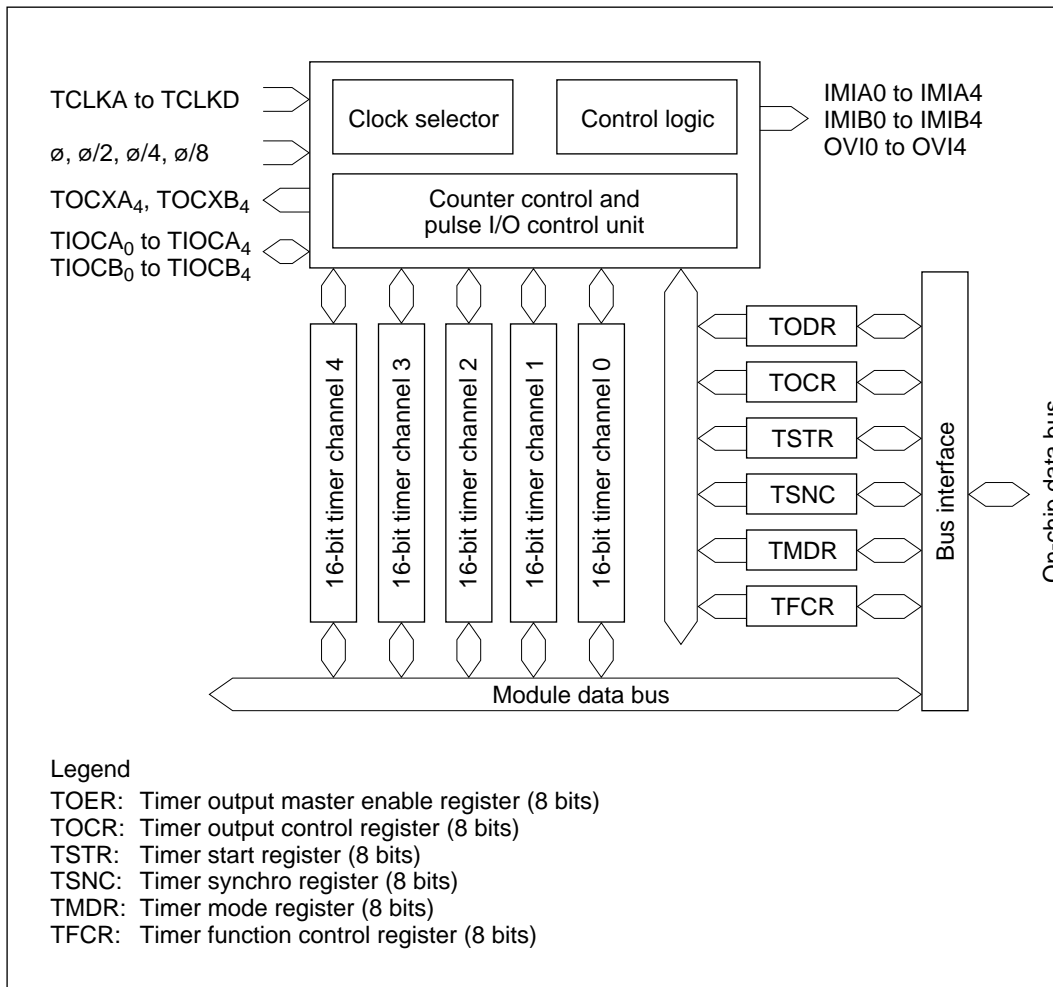 TCLKA to TCLKD
ø, ø/2, ø/4, ø/8
TOCXA4, TOCXB4
TIOCA0 to TIOCA4
TIOCB0 to TIOCB4
Clock selector
Control logic
Counter control and
pulse I/O control unit
IMIA0 to IMIA4
IMIB0 to IMIB4
OVI0 to OVI4
16-bit timer channel 4
16-bit timer channel 3
16-bit timer channel 2
16-bit timer channel 1
16-bit timer channel 0
TODR
TOCR
TSTR
TSNC
TMDR
TFCR
Bus interface
On-chip data bus
Module data bus
Legend
TOER: Timer output master enable register (8 bits)
TOCR: Timer output control register (8 bits)
TSTR: Timer start register (8 bits)
TSNC: Timer synchro register (8 bits)
TMDR: Timer mode register (8 bits)
TFCR: Timer function control register (8 bits)